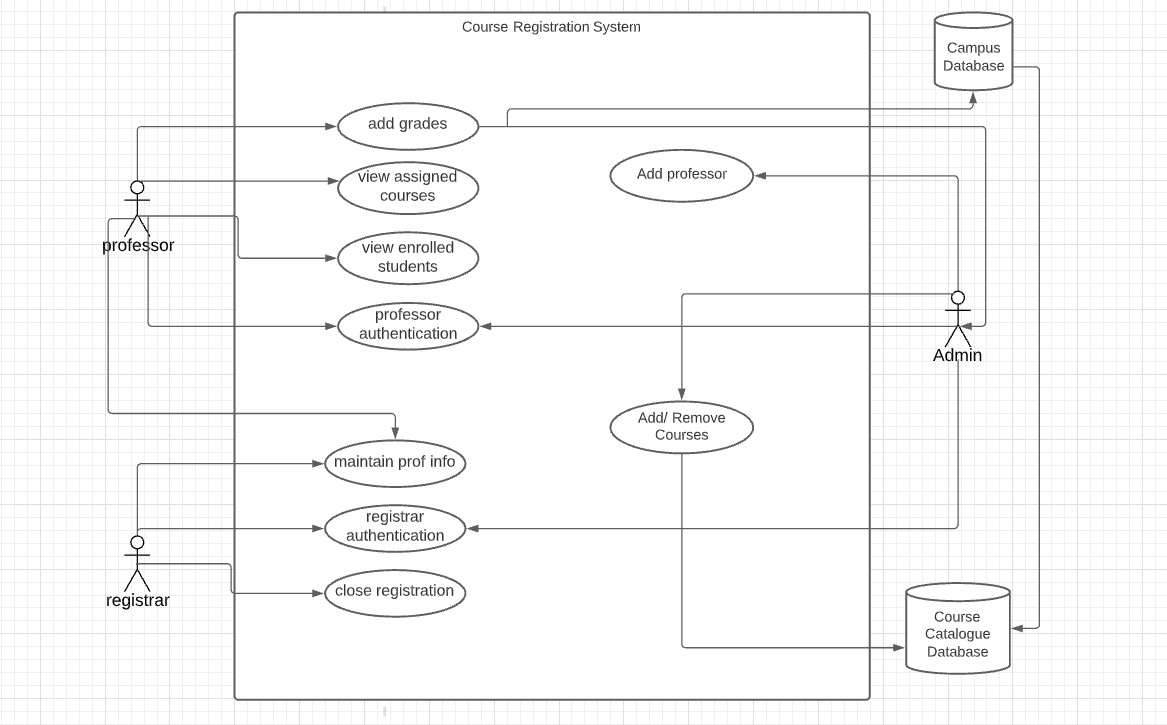 Course Registration System
Campus
Database
add grades
Add professor
view assigned
courses
professor
view enrolled
students
professor
authentication
Admin
Add/ Remove
Courses
maintain prof info
registrar
authentication
registrar
close registration
Course
Catalogue
Database